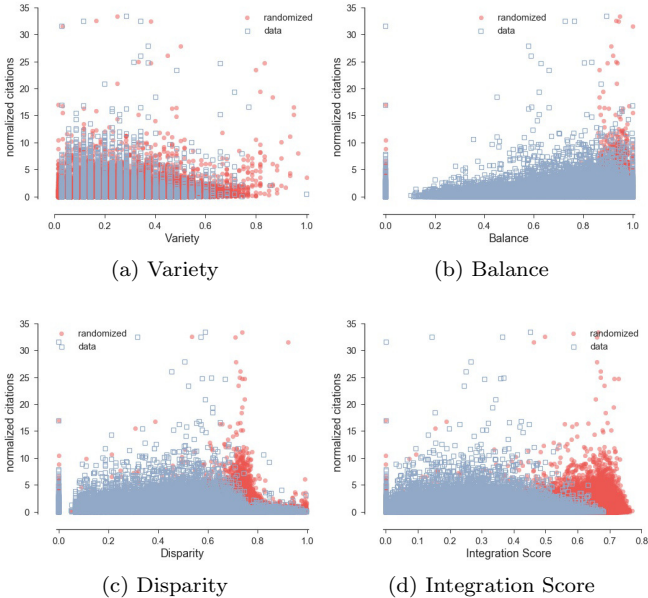 35
30
25
20
15
10
5
0
normalized citations
randomized
data
0.0 0.2 0.4 0.6 0.8 1.0
Variety
(a) Variety
35
30
25
20
15
10
5
0
normalized citations
randomized
data
0.0 0.2 0.4 0.6 0.8 1.0
Balance
(b) Balance
35
30
25
20
15
10
5
0
normalized citations
randomized
data
0.0 0.2 0.4 0.6 0.8 1.0
Disparity
(c) Disparity
35
30
25
20
15
10
5
0
normalized citations
randomized
data
0.0 0.1 0.2 0.3 0.4 0.5 0.6 0.7 0.8
Integration Score
(d) Integration Score